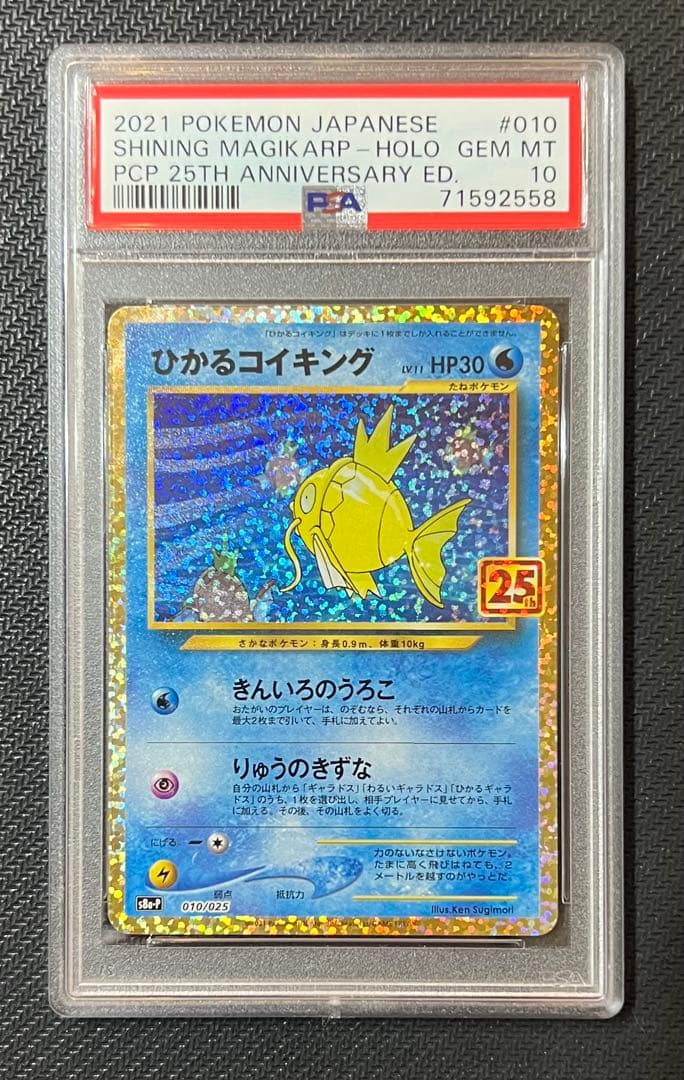 2021 POKEMON JAPANESE #010
SHINING MAGIKARP - HOLO GEM MT
PCP 25TH ANNIVERSARY ED. 10
PSA
71592558
「ひかるコイキング」はデッキに1枚までしか入れることができません。
ひかるコイキング LV.11 HP30
たねポケモン
25th
さかなポケモン：身長0.9m、体重10kg
きんいろのうろこ
おたがいのプレイヤーは、のぞむなら、それぞれの山札からカードを
最大2枚まで引いて、手札に加えてよい。
りゅうのきずな
自分の山札から「ギャラドス」「わるいギャラドス」「ひかるギャラ
ドス」のうち、1枚を選び出し、相手プレイヤーに見せてから、手札
に加える。その後、その山札をよく切る。
にげる
力のないなさけないポケモン。
たまに高く飛びはねても、2
メートルを越すのがやっとだ。
弱点 抵抗力
S8a-P 010/025
Illus.Ken Sugimori